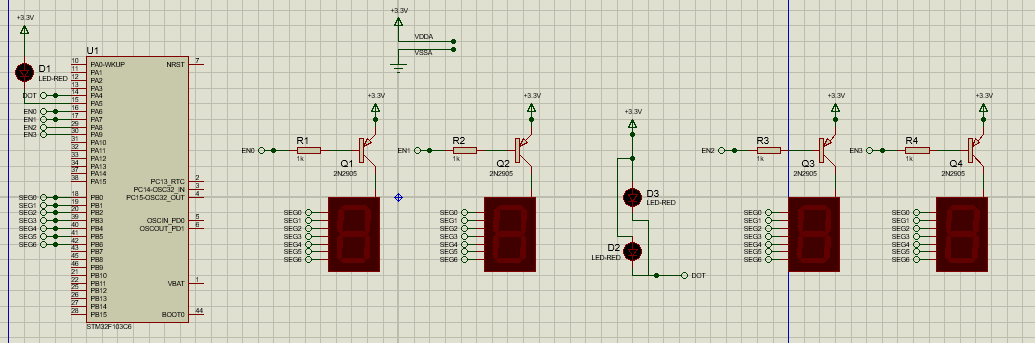 +3.3V
D1
LED-RED
U1
10 PA0-WKUP NRST 7
11 PA1
12 PA2
13 PA3
DOT 14 PA4
15 PA5
EN0 16 PA6
EN1 17 PA7
EN2 29 PA8
EN3 30 PA9
31 PA10
32 PA11
33 PA12
34 PA13
37 PA14
38 PA15
PC13_RTC 2
PC14-OSC32_IN 3
PC15-OSC32_OUT 4
SEG0 18 PB0
SEG1 19 PB1
SEG2 20 PB2
SEG3 39 PB3 OSCIN_PD0 5
SEG4 40 PB4 OSCOUT_PD1 6
SEG5 41 PB5
SEG6 42 PB6
43 PB7
45 PB8
46 PB9
21 PB10
22 PB11 VBAT 1
25 PB12
26 PB13
27 PB14
28 PB15 BOOT0 44
STM32F103C6
+3.3V
VDDA
VSSA
+3.3V
EN0 R1
1k
Q1
2N2905
SEG0
SEG1
SEG2
SEG3
SEG4
SEG5
SEG6
+3.3V
EN1 R2
1k
Q2
2N2905
SEG0
SEG1
SEG2
SEG3
SEG4
SEG5
SEG6
+3.3V
D3
LED-RED
D2
LED-RED
DOT
+3.3V
EN2 R3
1k
Q3
2N2905
SEG0
SEG1
SEG2
SEG3
SEG4
SEG5
SEG6
+3.3V
EN3 R4
1k
Q4
2N2905
SEG0
SEG1
SEG2
SEG3
SEG4
SEG5
SEG6